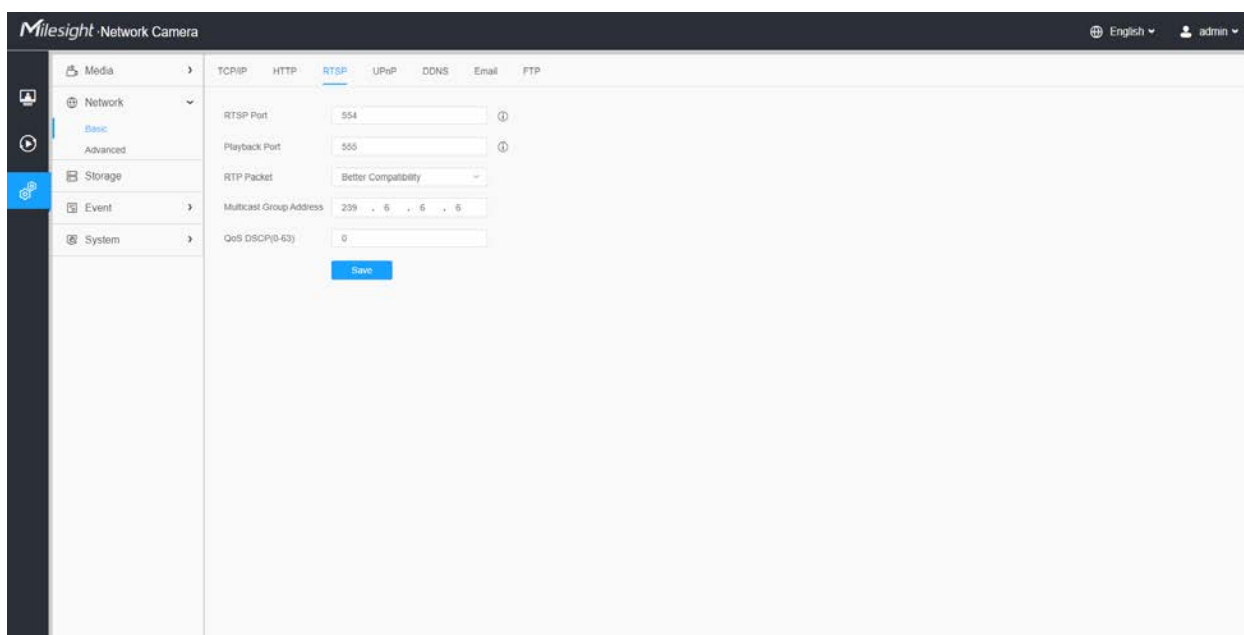 Milesight ·Network Camera
English
admin
Media
TCP/IP HTTP RTSP UPnP DDNS Email FTP
Network
Basic
Advanced
Storage
Event
System
RTSP Port 554
Playback Port 555
RTP Packet Better Compatibility
Multicast Group Address 239 . 6 . 6 . 6
QoS DSCP(0-63) 0
Save